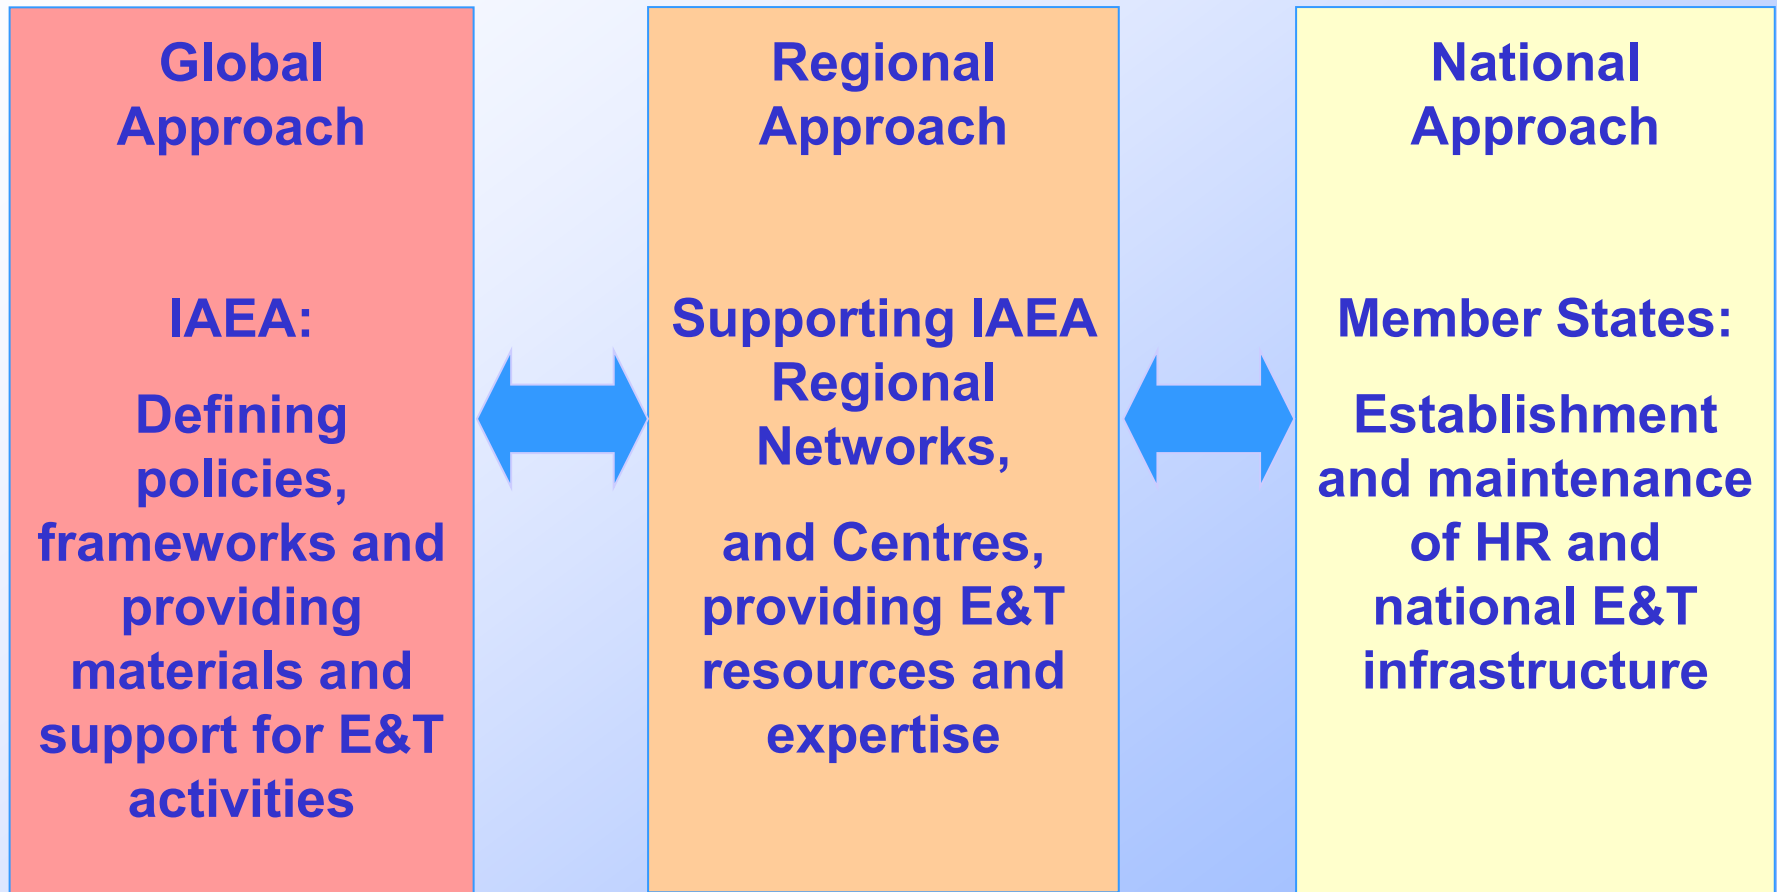 Global
Approach
IAEA:
Defining
policies,
frameworks and
providing
materials and
support for E&T
activities
Regional
Approach
Supporting IAEA
Regional
Networks,
and Centres,
providing E&T
resources and
expertise
National
Approach
Member States:
Establishment
and maintenance
of HR and
national E&T
infrastructure